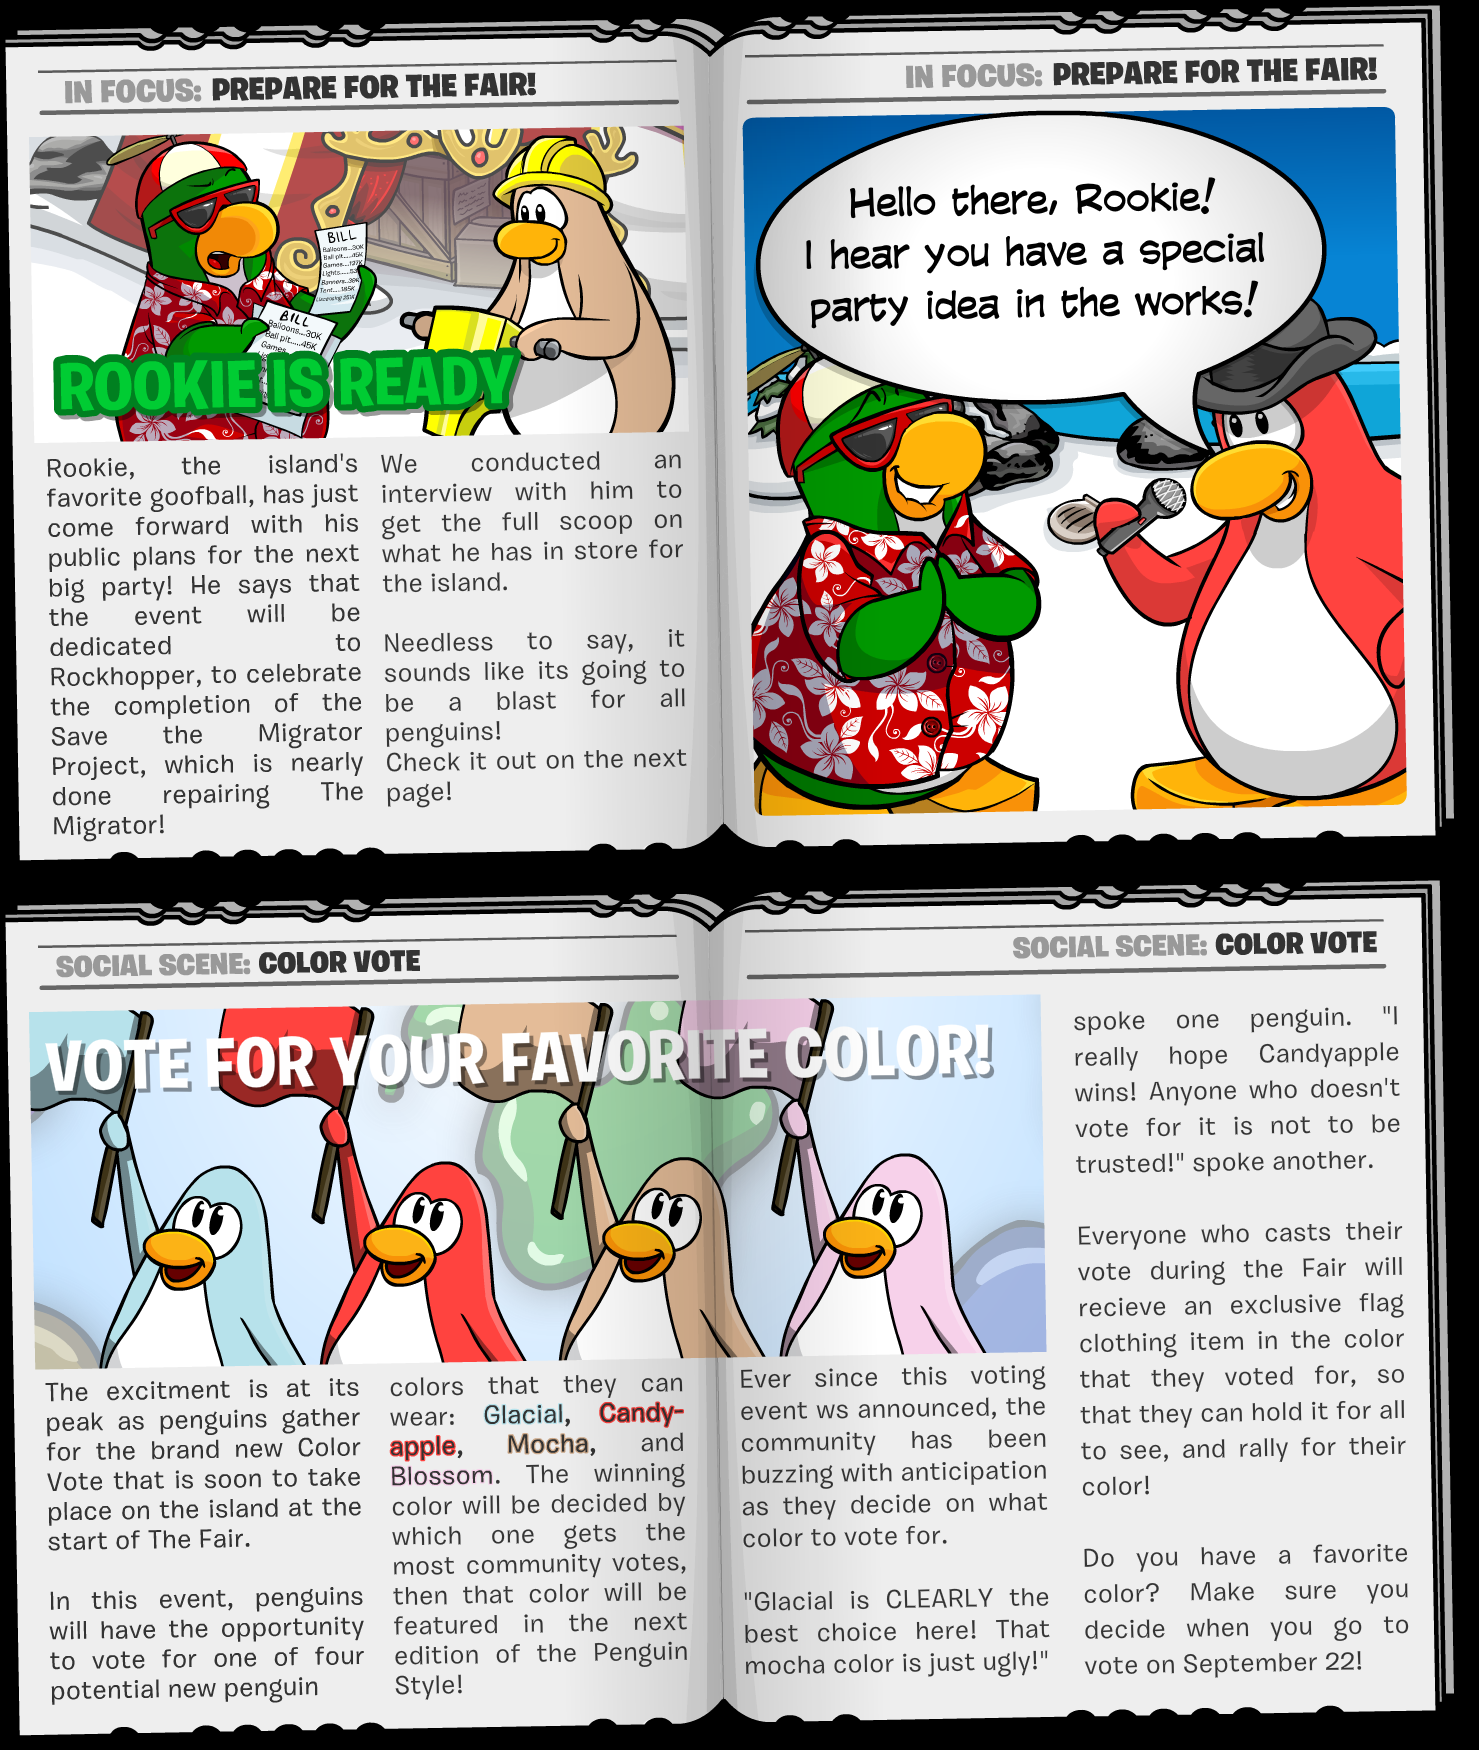 IN FOCUS: PREPARE FOR THE FAIR!
BILL
Balloons...30K
Ball pit.....45K
Games.....127K
Banners...39K
Tent.....185K
BILL
Balloons...30K
Ball pit.....45K
Games...
ROOKIE IS READY
Rookie, the island's
favorite goofball, has just
come forward with his
public plans for the next
big party! He says that
the event will be
dedicated to
Rockhopper, to celebrate
the completion of the
Save the Migrator
Project, which is nearly
done repairing The
Migrator!
We conducted an
interview with him to
get the full scoop on
what he has in store for
the island.
Needless to say, it
sounds like its going to
be a blast for all
penguins!
Check it out on the next
page!
IN FOCUS: PREPARE FOR THE FAIR!
Hello there, Rookie!
I hear you have a special
party idea in the works!
SOCIAL SCENE: COLOR VOTE
SOCIAL SCENE: COLOR VOTE
VOTE FOR YOUR FAVORITE COLOR!
The excitment is at its
peak as penguins gather
for the brand new Color
Vote that is soon to take
place on the island at the
start of The Fair.
In this event, penguins
will have the opportunity
to vote for one of four
potential new penguin
colors that they can
wear: Glacial, Candy-
apple, Mocha, and
Blossom. The winning
color will be decided by
which one gets the
most community votes,
then that color will be
featured in the next
edition of the Penguin
Style!
Ever since this voting
event ws announced, the
community has been
buzzing with anticipation
as they decide on what
color to vote for.
"Glacial is CLEARLY the
best choice here! That
mocha color is just ugly!"
spoke one penguin. "I
really hope Candyapple
wins! Anyone who doesn't
vote for it is not to be
trusted!" spoke another.
Everyone who casts their
vote during the Fair will
recieve an exclusive flag
clothing item in the color
that they voted for, so
that they can hold it for all
to see, and rally for their
color!
Do you have a favorite
color? Make sure you
decide when you go to
vote on September 22!